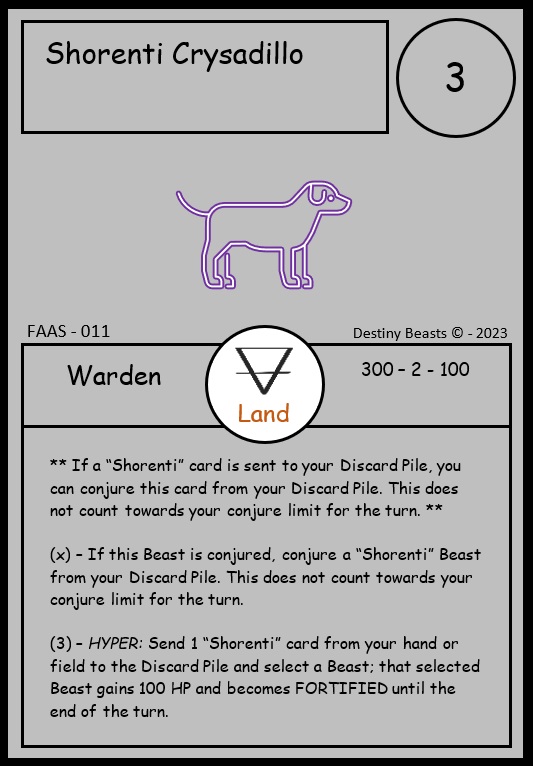 Shorenti Crysadillo
3
FAAS - 011
Destiny Beasts © - 2023
Warden
Land
300 – 2 - 100
** If a “Shorenti” card is sent to your Discard Pile, you
can conjure this card from your Discard Pile. This does
not count towards your conjure limit for the turn. **
(x) – If this Beast is conjured, conjure a “Shorenti” Beast
from your Discard Pile. This does not count towards your
conjure limit for the turn.
(3) – HYPER: Send 1 “Shorenti” card from your hand or
field to the Discard Pile and select a Beast; that selected
Beast gains 100 HP and becomes FORTIFIED until the
end of the turn.